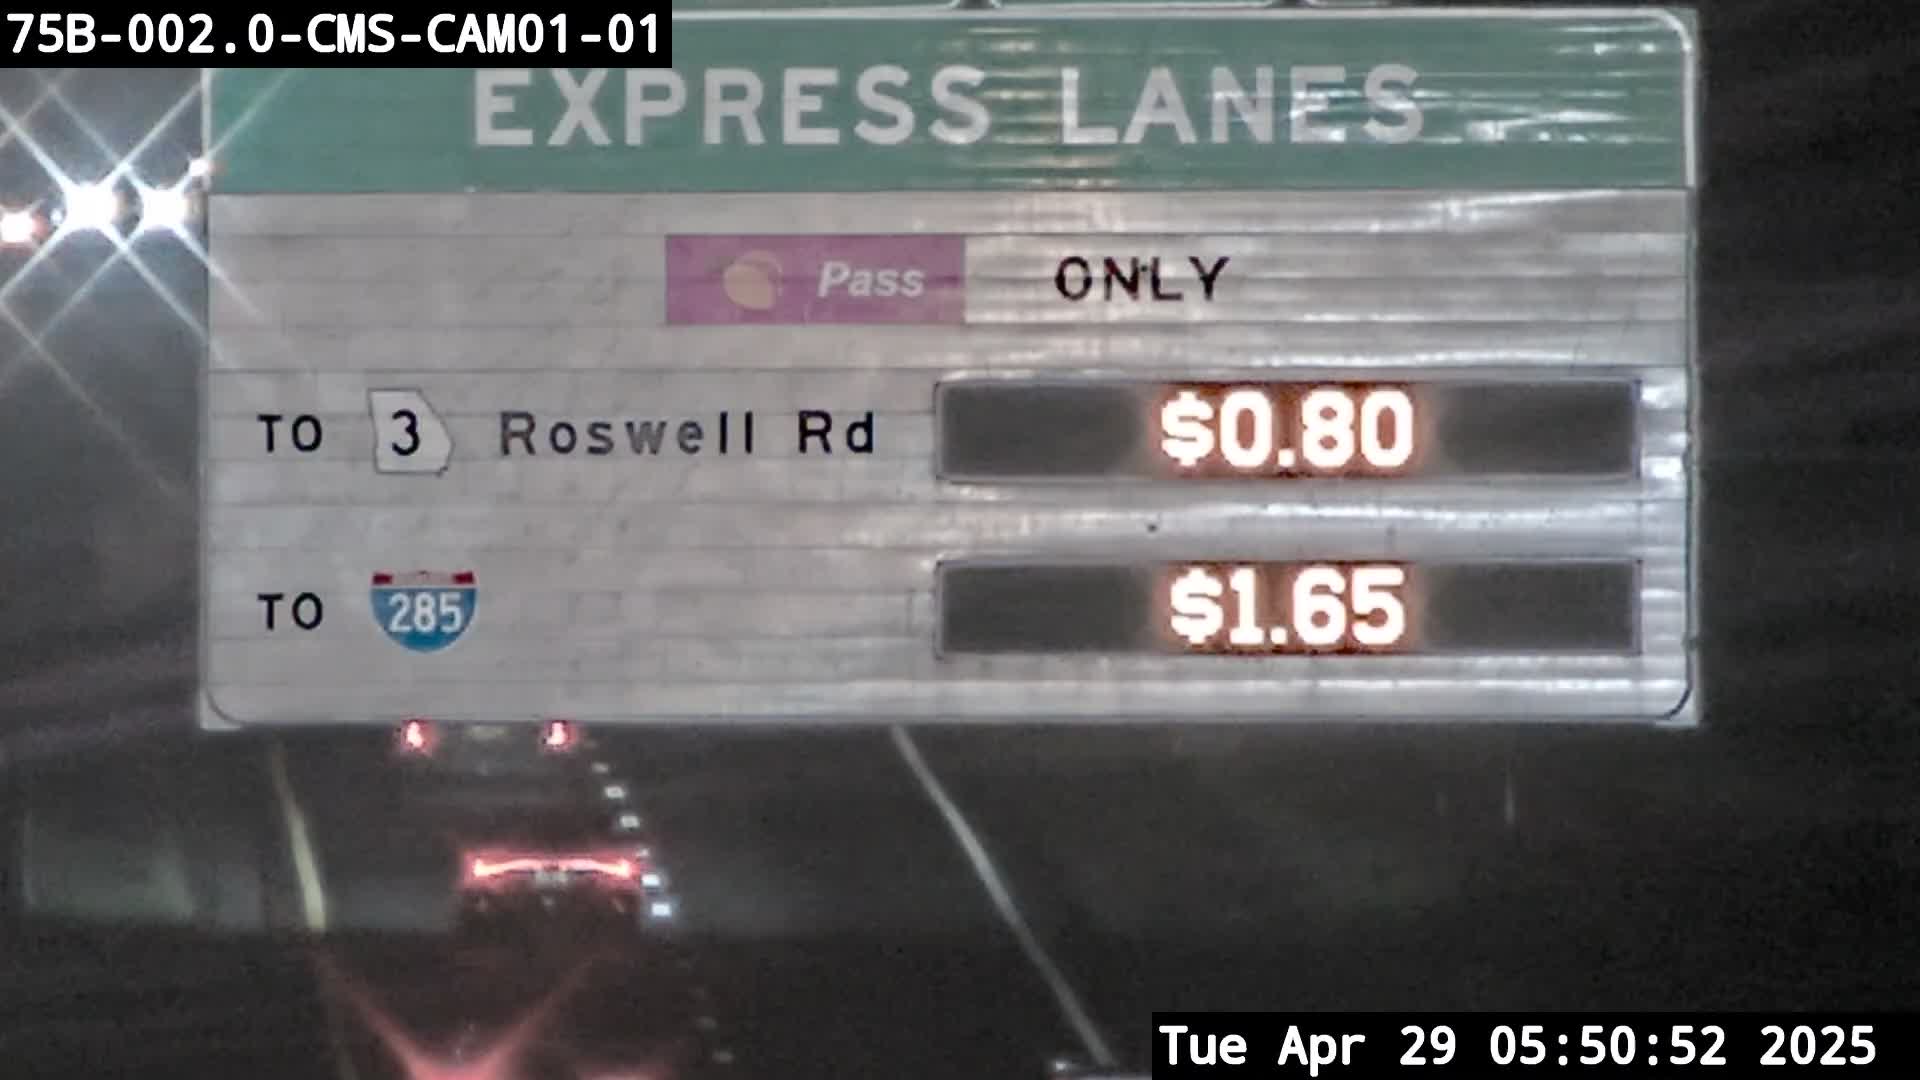 75B-002.0-CMS-CAM01-01
EXPRESS LANES
Pass ONLY
TO 3 Roswell Rd $0.80
TO 285 $1.65
Tue Apr 29 05:50:52 2025